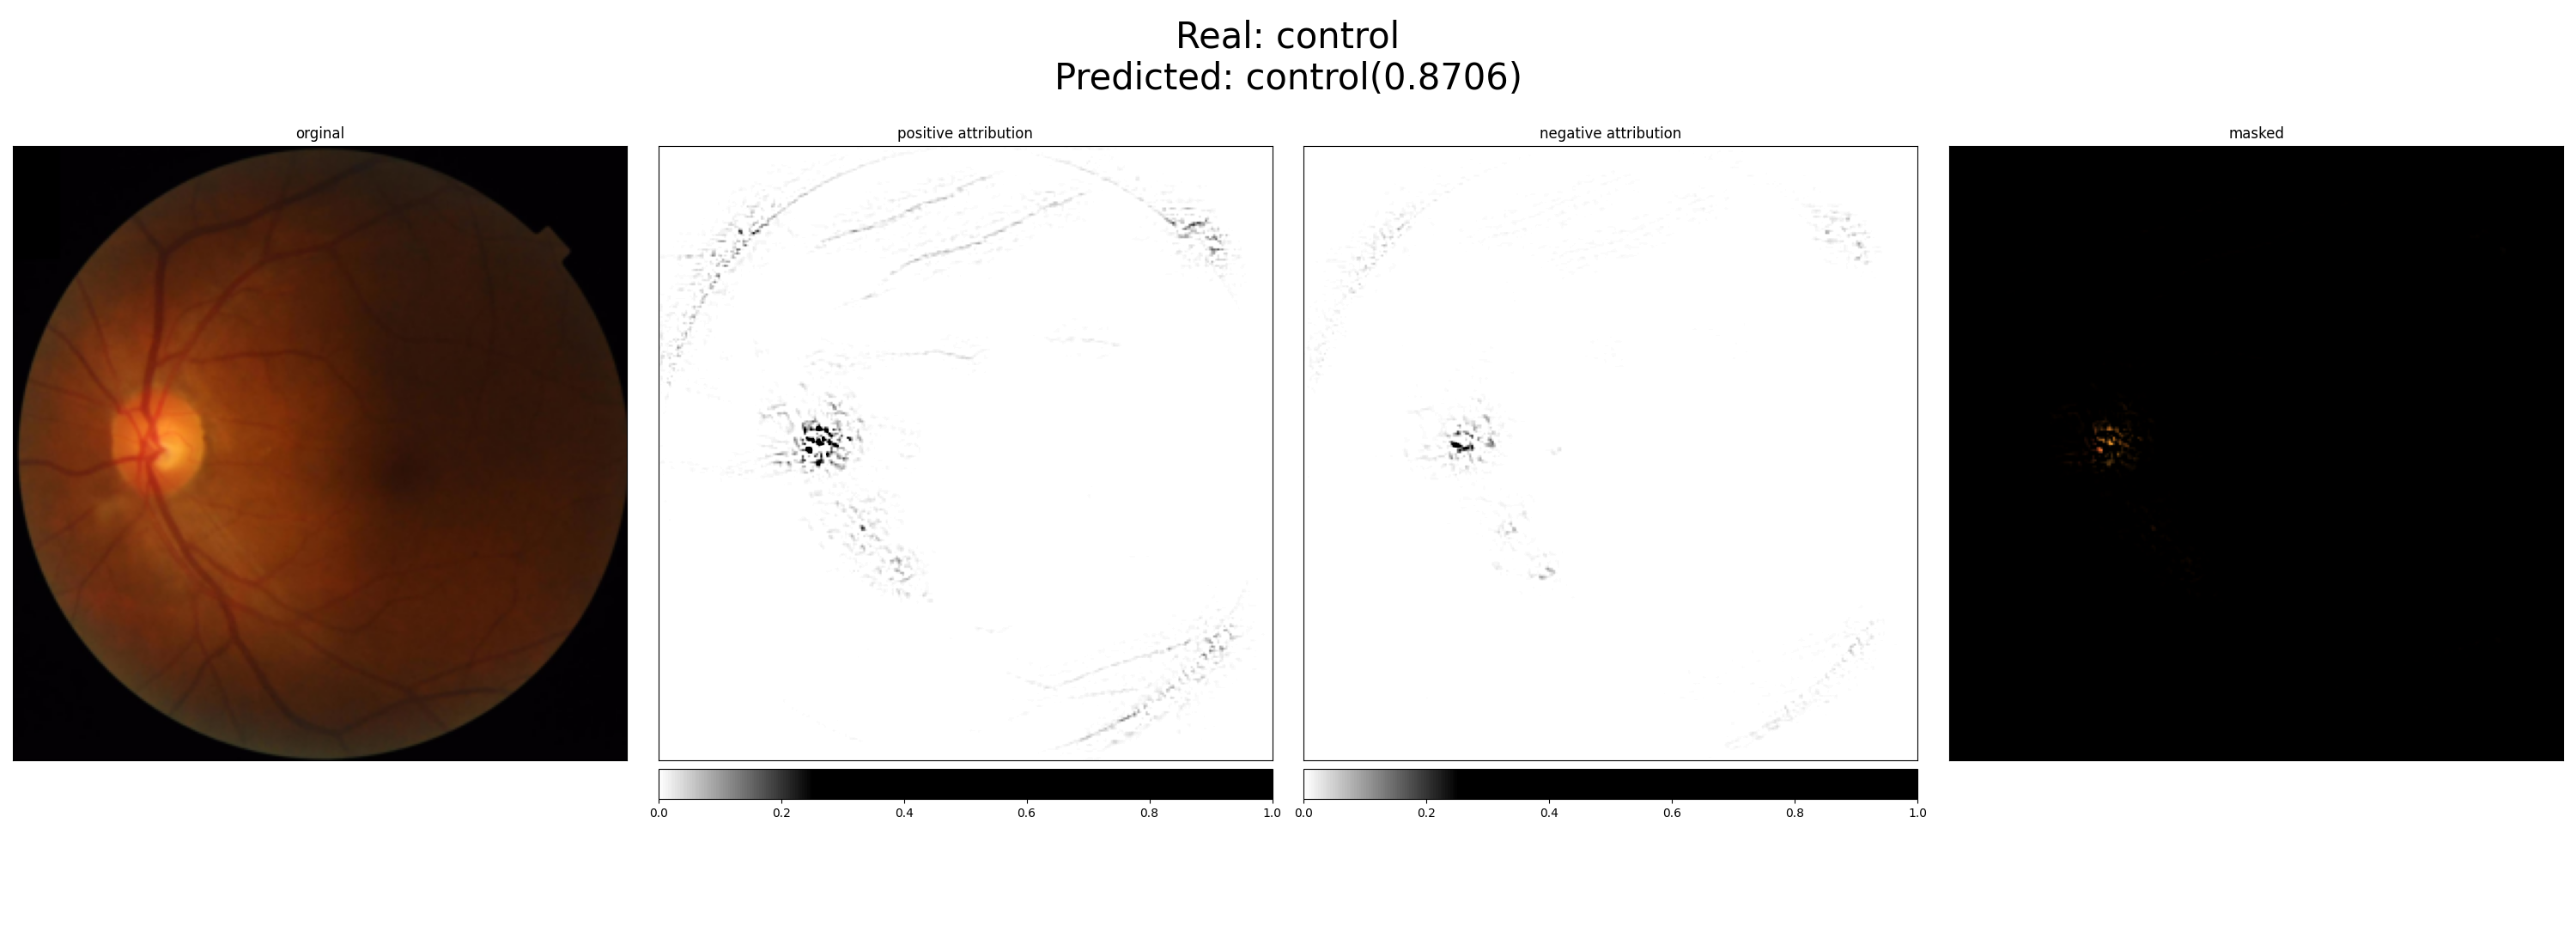 Real: control
Predicted: control(0.8706)
orginal
positive attribution
negative attribution
masked
0.0 0.2 0.4 0.6 0.8 1.0
0.0 0.2 0.4 0.6 0.8 1.0